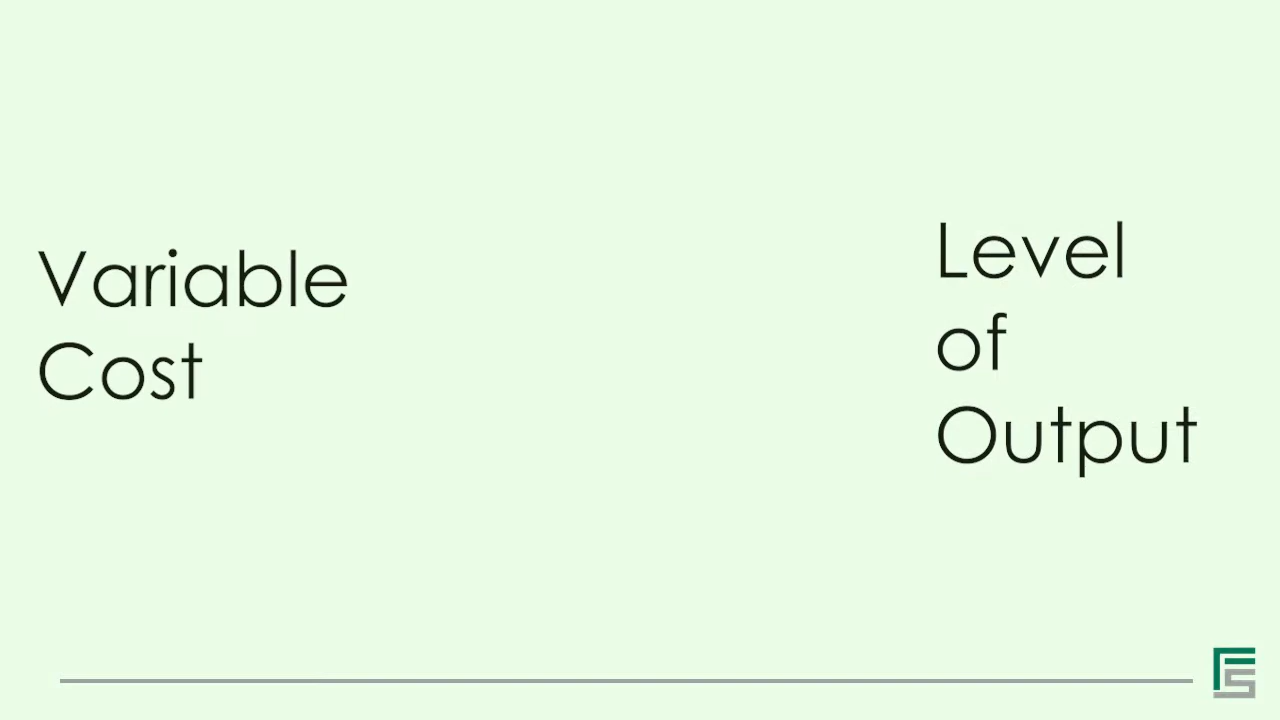 Variable
Cost
Level
of
Output